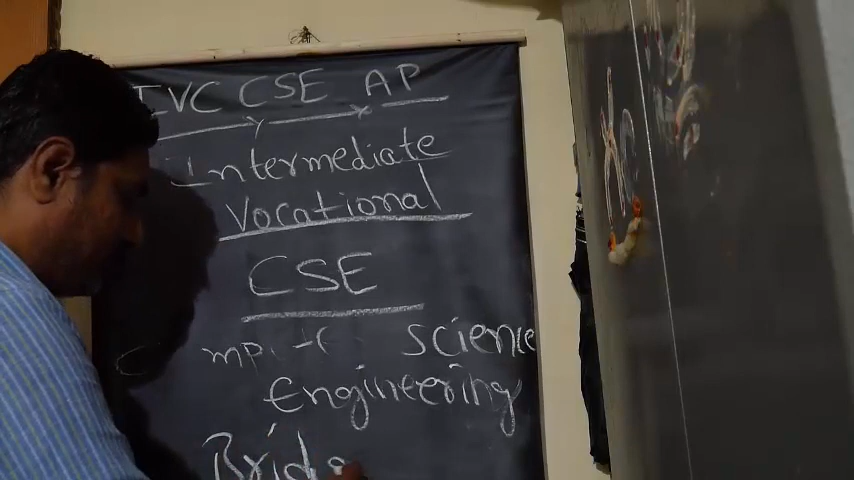 IVC CSE AP
Intermediate
Vocational
CSE
science
Engineering